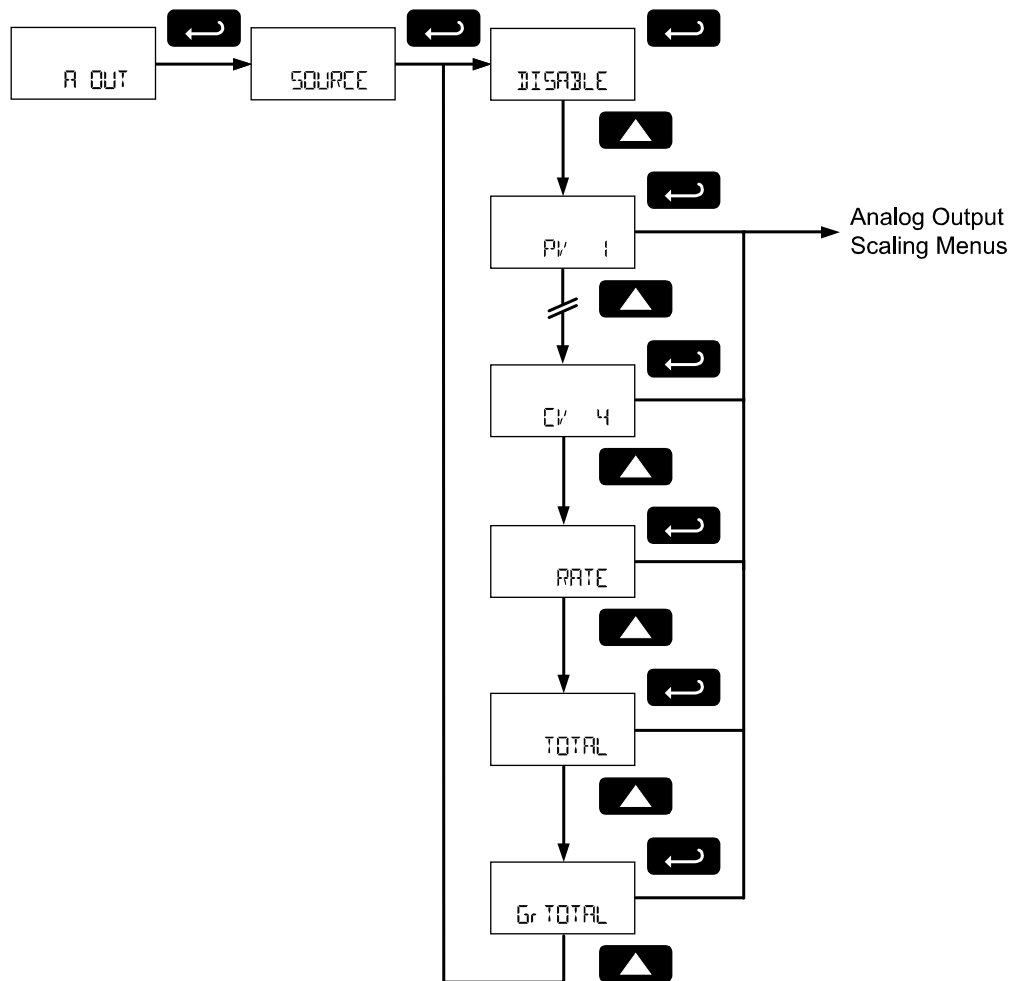 A OUT
SOURCE
DISABLE
PV 1
Analog Output
Scaling Menus
CV 4
RATE
TOTAL
Gr TOTAL